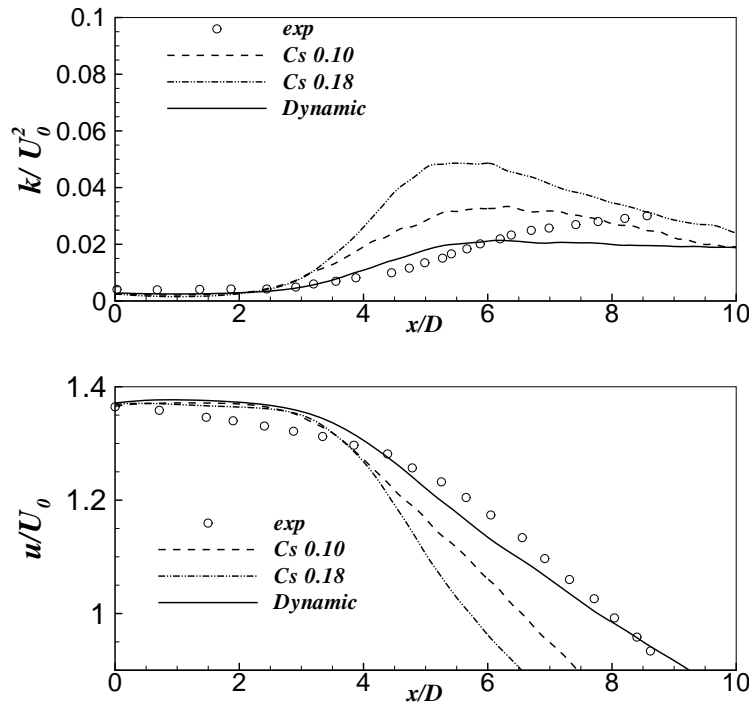 0.1
0.08
0.06
0.04
0.02
0
k/ U₀²
exp
Cs 0.10
Cs 0.18
Dynamic
0 2 4 6 8 10
x/D
1.4
1.2
1
u/U₀
exp
Cs 0.10
Cs 0.18
Dynamic
0 2 4 6 8 10
x/D